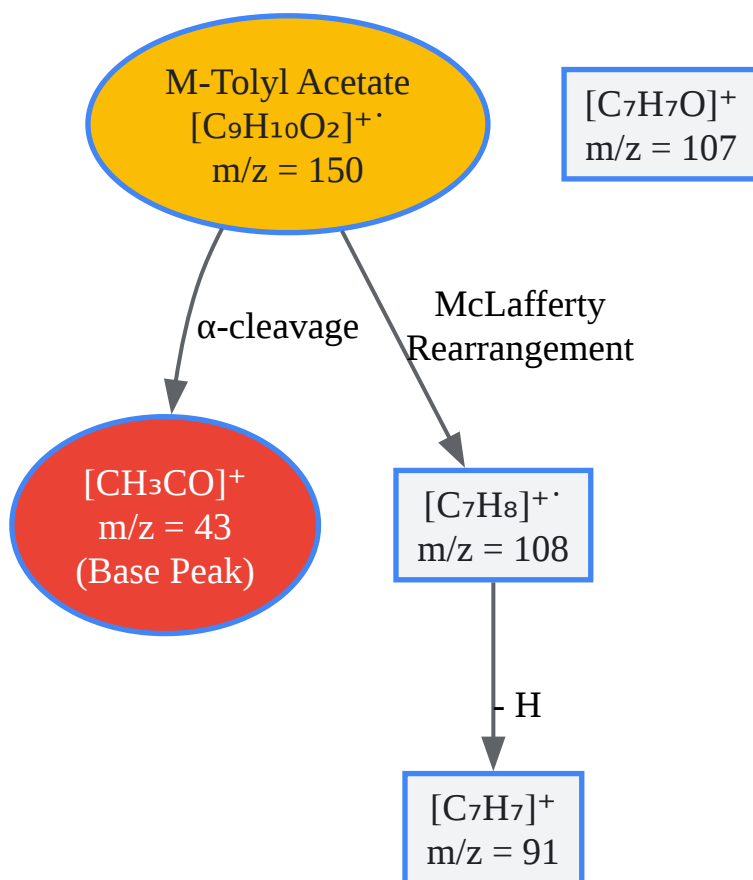 M-Tolyl Acetate
[C₉H₁₀O₂]⁺˙
m/z = 150
[C₇H₇O]⁺
m/z = 107
α-cleavage
McLafferty
Rearrangement
[CH₃CO]⁺
m/z = 43
(Base Peak)
[C₇H₈]⁺˙
m/z = 108
- H
[C₇H₇]⁺
m/z = 91